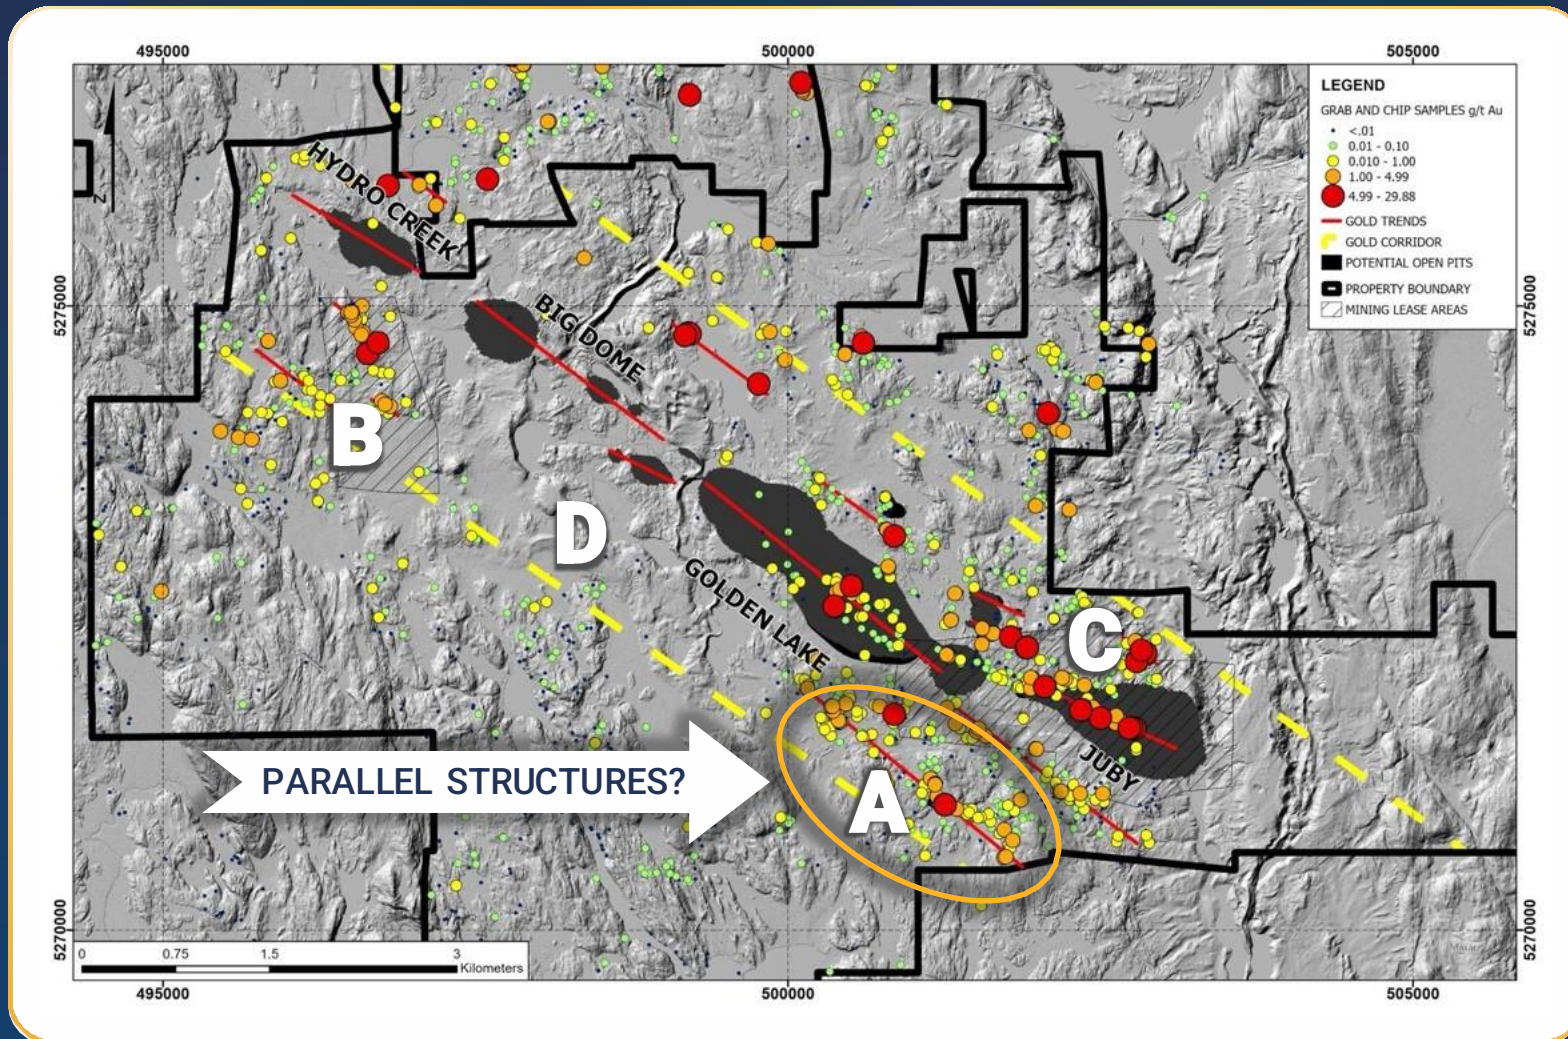 495000
500000
505000
LEGEND
GRAB AND CHIP SAMPLES g/t Au
<.01
0.01 - 0.10
0.010 - 1.00
1.00 - 4.99
4.99 - 29.88
GOLD TRENDS
GOLD CORRIDOR
POTENTIAL OPEN PITS
PROPERTY BOUNDARY
MINING LEASE AREAS
N
HYDRO CREEK
5275000
5275000
BIG DOME
B
D
GOLDEN LAKE
C
JUBY
PARALLEL STRUCTURES?
A
5270000
5270000
0 0.75 1.5 3
Kilometers
495000
500000
505000